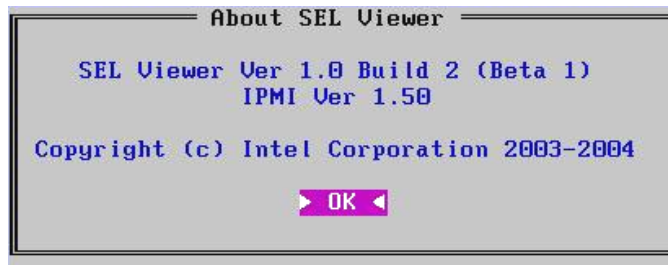 About SEL Viewer
SEL Viewer Ver 1.0 Build 2 (Beta 1)
IPMI Ver 1.50
Copyright (c) Intel Corporation 2003-2004
OK